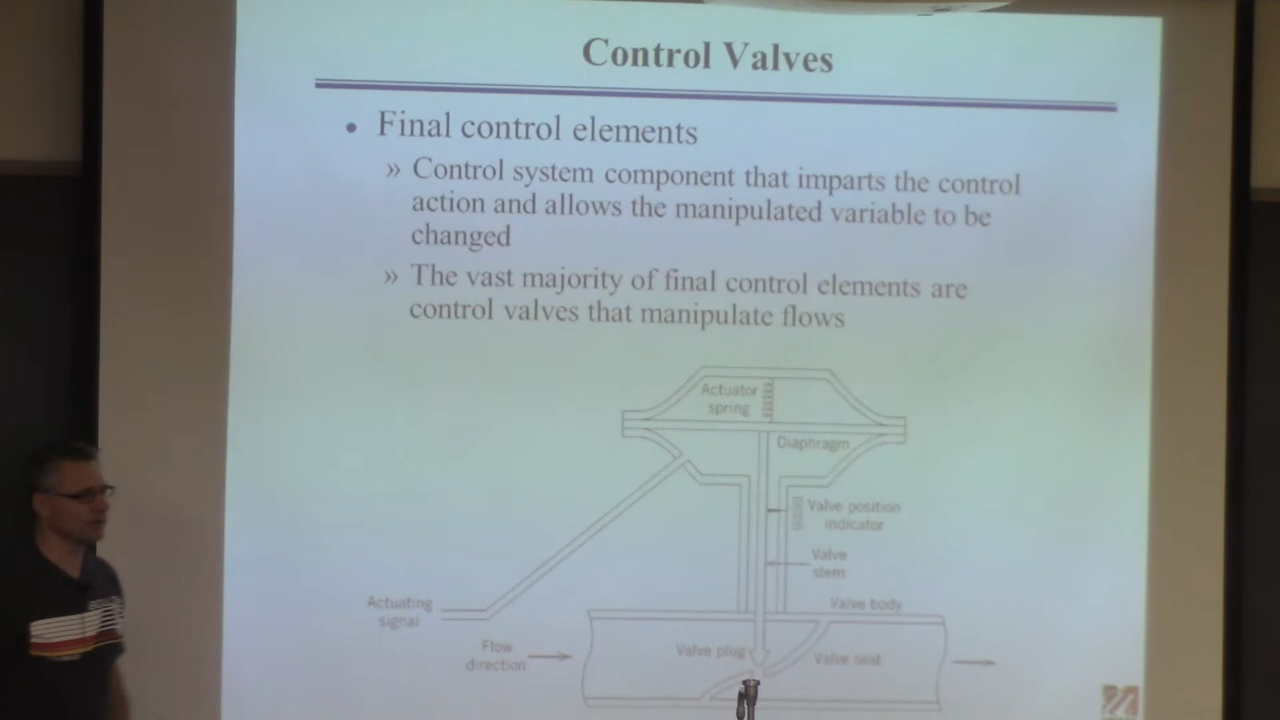 Control Valves
• Final control elements
» Control system component that imparts the control
action and allows the manipulated variable to be
changed
» The vast majority of final control elements are
control valves that manipulate flows
Actuator
spring
Diaphragm
Valve position
indicator
Valve
stem
Actuating
signal
Valve body
Flow
direction
Valve plug
Valve seat